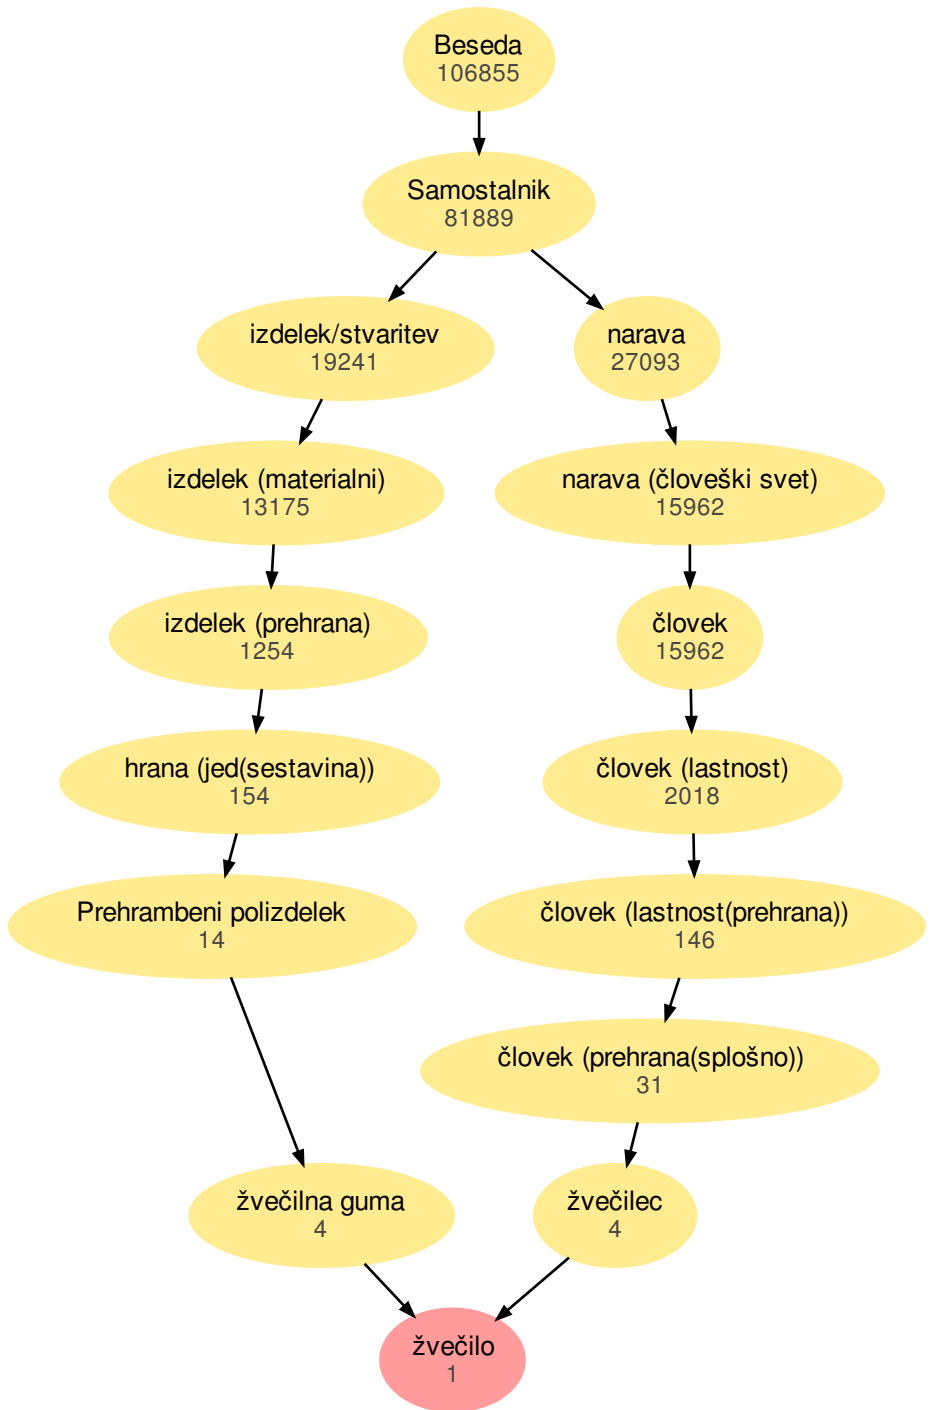 Beseda
106855
Samostalnik
81889
izdelek/stvaritev
19241
narava
27093
izdelek (materialni)
13175
narava (človeški svet)
15962
izdelek (prehrana)
1254
človek
15962
hrana (jed(sestavina))
154
človek (lastnost)
2018
Prehrambeni polizdelek
14
človek (lastnost(prehrana))
146
človek (prehrana(splošno))
31
žvečilna guma
4
žvečilec
4
žvečilo
1